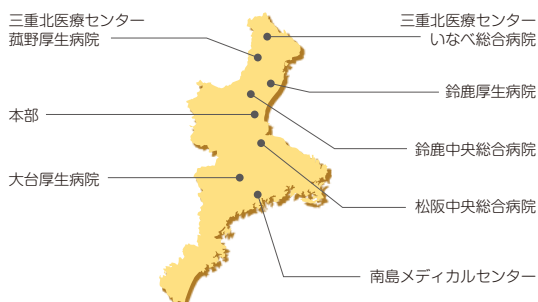 三重北医療センター
菰野厚生病院
本部
大台厚生病院
三重北医療センター
いなべ総合病院
鈴鹿厚生病院
鈴鹿中央総合病院
松阪中央総合病院
南島メディカルセンター